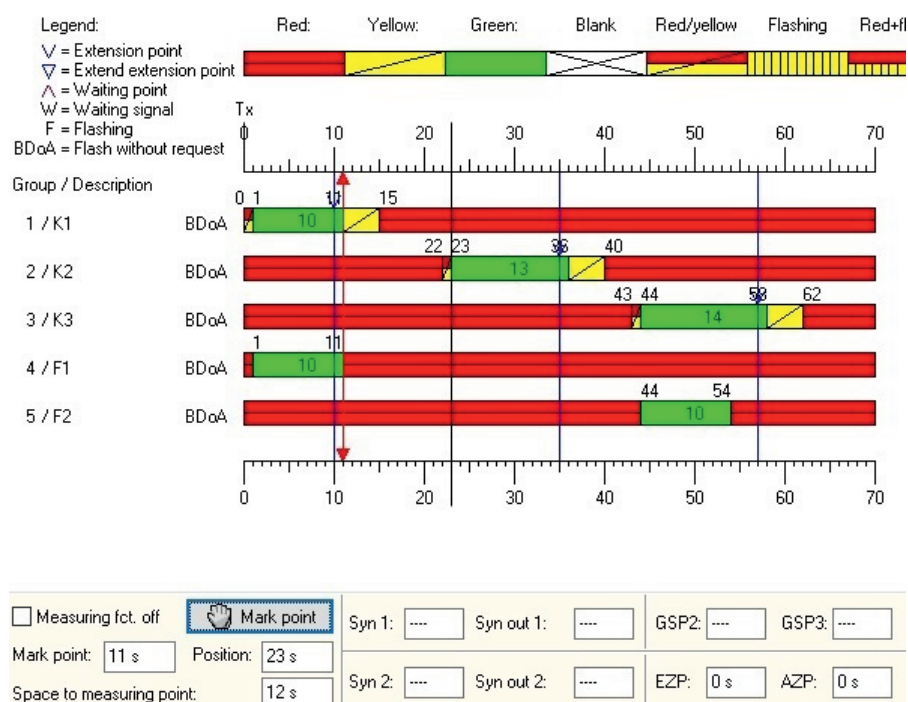 Legend: Red: Yellow: Green: Blank Red/yellow Flashing Red+fl
V = Extension point
▽ = Extend extension point
Λ = Waiting point
W = Waiting signal
F = Flashing
BDoA = Flash without request
Tx
0 10 20 30 40 50 60 70
Group / Description
0 1 11 15
1 / K1 BDoA 10
22 23 36 40
2 / K2 BDoA 13
43 44 58 62
3 / K3 BDoA 14
1 11
4 / F1 BDoA 10
44 54
5 / F2 BDoA 10
0 10 20 30 40 50 60 70
Measuring fct. off Mark point Syn 1: ---- Syn out 1: ---- GSP2: ---- GSP3: ----
Mark point: 11 s Position: 23 s
Space to measuring point: 12 s Syn 2: ---- Syn out 2: ---- EZP: 0 s AZP: 0 s